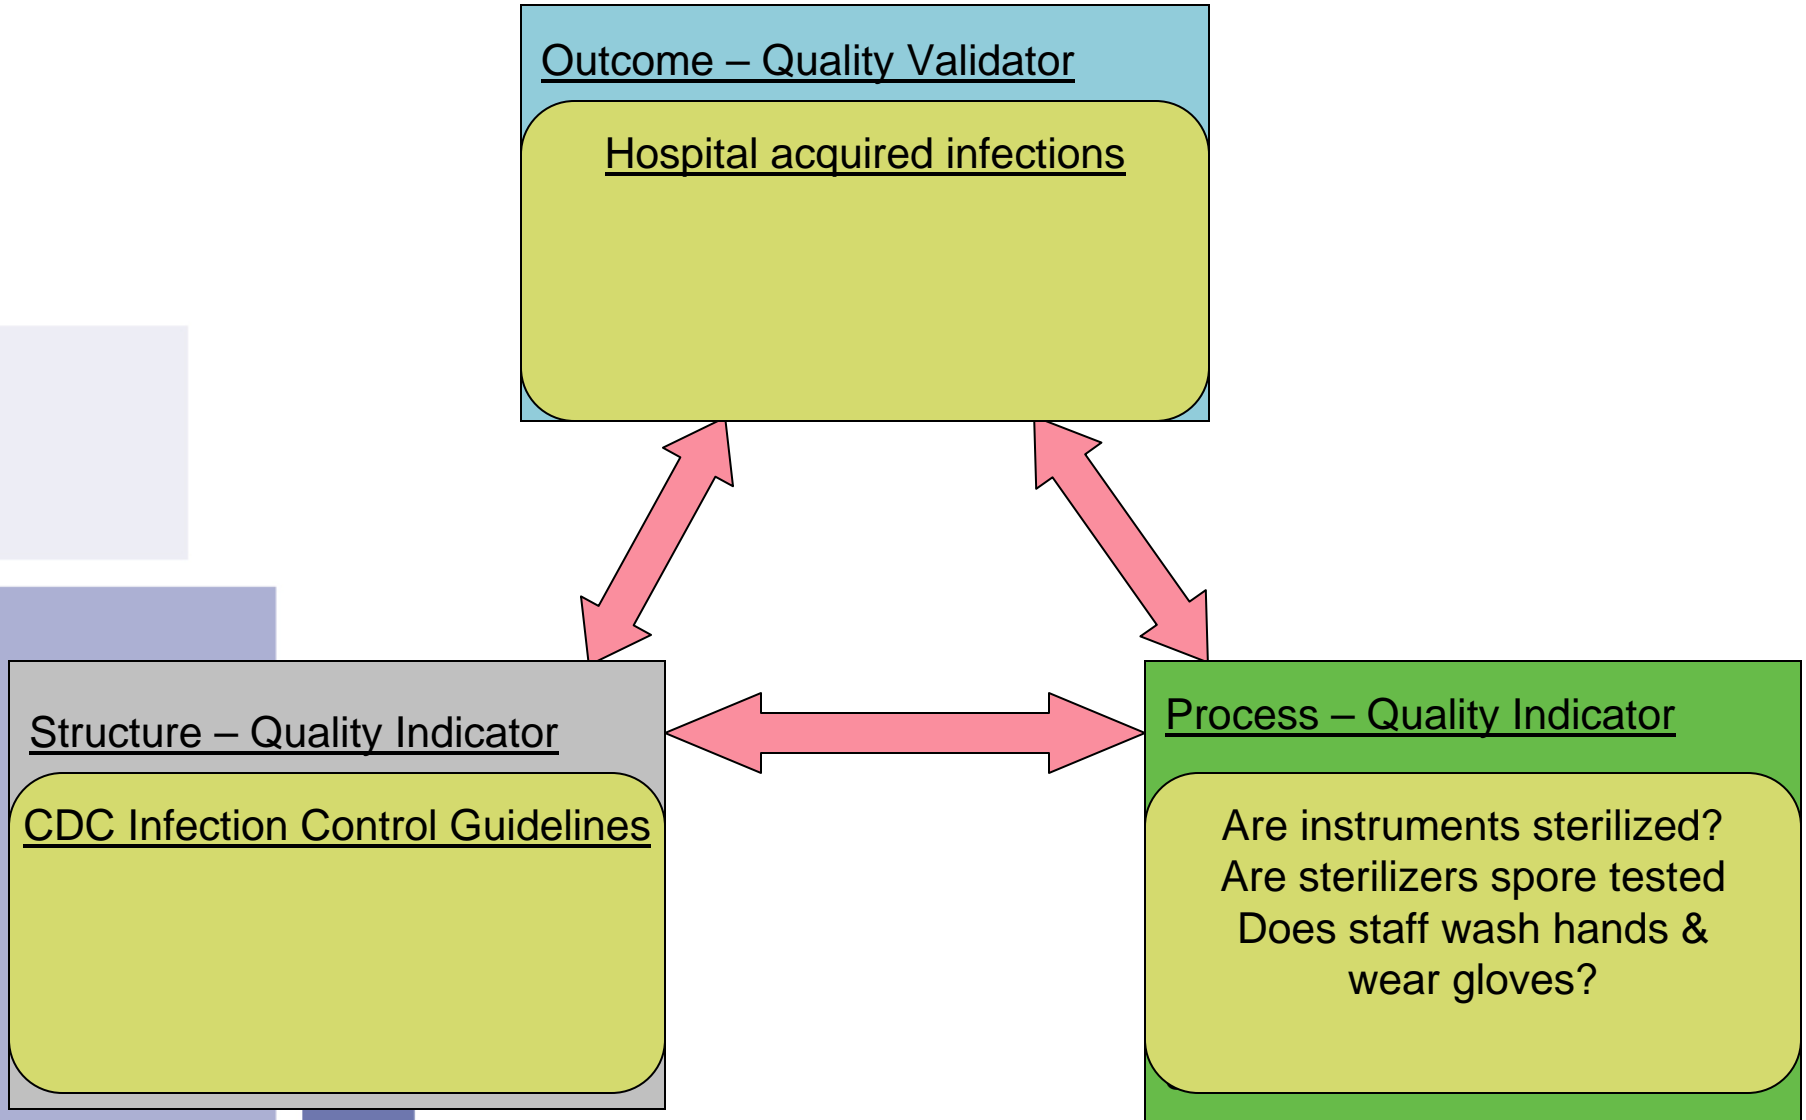 Outcome – Quality Validator
Hospital acquired infections
Structure – Quality Indicator
CDC Infection Control Guidelines
Process – Quality Indicator
Are instruments sterilized?
Are sterilizers spore tested
Does staff wash hands &
wear gloves?